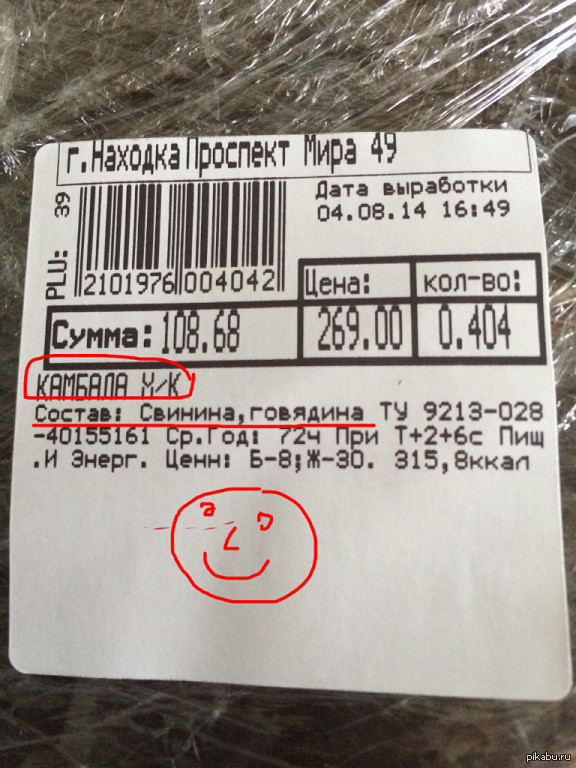 г.Находка Проспект Мира 49
PLU: 39
Дата выработки
04.08.14 16:49
2101976 004042
Цена:
кол-во:
Сумма: 108.68
269.00
0.404
КАМБАЛА Х/К
Состав: Свинина,говядина ТУ 9213-028
-40155161 Ср.Год: 72ч При Т+2+6с Пищ
.И Энерг. Ценн: Б-8;Ж-30. 315,8ккал
pikabu.ru